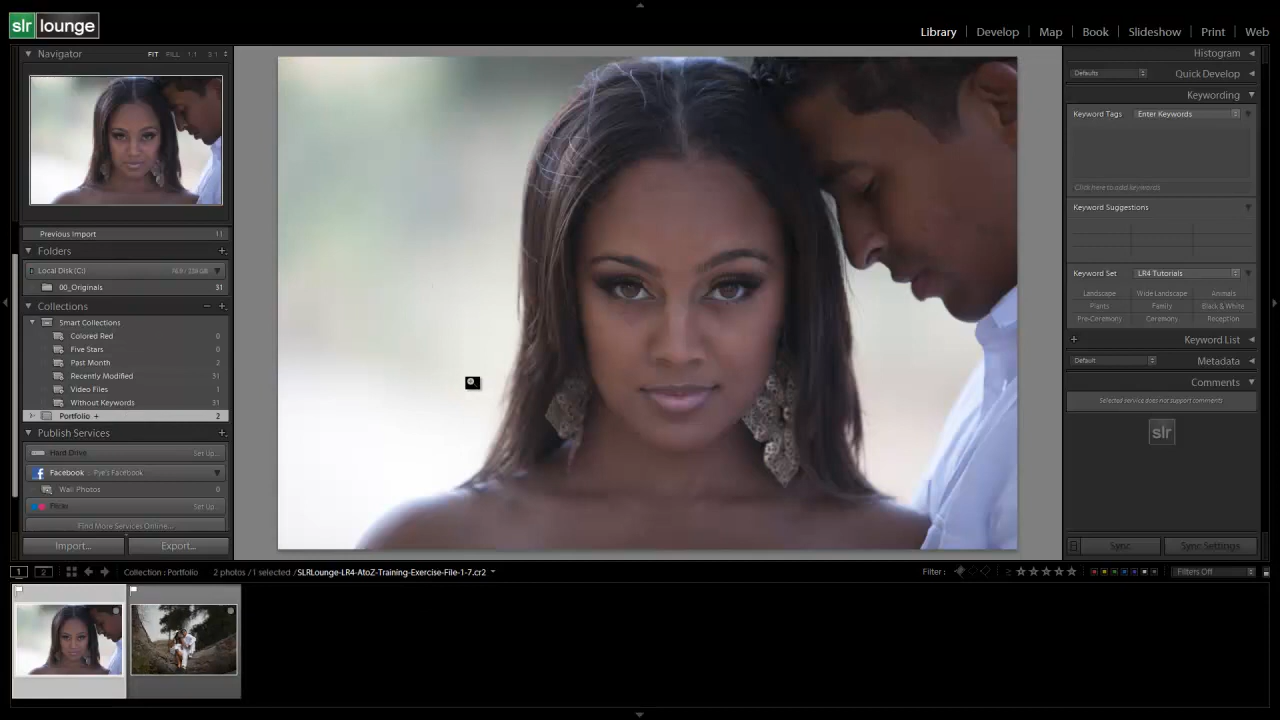 slr lounge
Library | Develop | Map | Book | Slideshow | Print | Web
Navigator FIT FILL 1:1 3:1
Histogram
Defaults Quick Develop
Keywording
Keyword Tags Enter Keywords
Click here to add keywords
Keyword Suggestions
Keyword Set LR4 Tutorials
Landscape Wide Landscape Animals
Plants Family Black & White
Pre-Ceremony Ceremony Reception
Keyword List
Default Metadata
Comments
Selected service does not support comments
slr
Sync Sync Settings
Previous Import 11
Folders
Local Disk (C:)
00_Originals 31
Collections
Smart Collections
Colored Red 0
Five Stars 0
Past Month 2
Recently Modified 31
Video Files 1
Without Keywords 31
Portfolio + 2
Publish Services
Hard Drive Set Up...
Facebook Pye's Facebook
Wall Photos 0
Flickr Set Up...
Find More Services Online...
Import... Export...
1 2 Collection : Portfolio 2 photos / 1 selected / SLRLounge-LR4-AtoZ-Training-Exercise-File-1-7.cr2 Filter : Filters Off